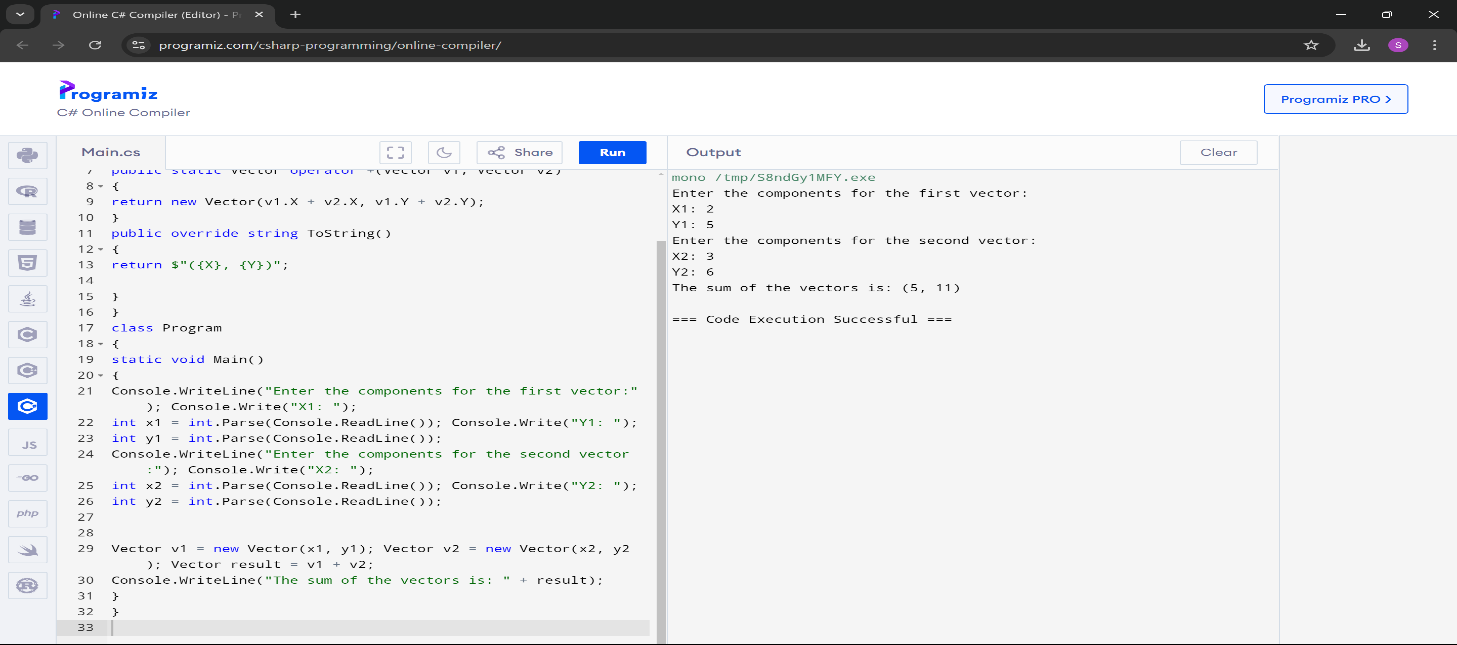 Online C# Compiler (Editor) - Pr
programiz.com/csharp-programming/online-compiler/
S
Programiz
C# Online Compiler
Programiz PRO >
Main.cs
Share
Run
Output
Clear
7 public static Vector operator +(Vector v1, Vector v2)
8 {
9 return new Vector(v1.X + v2.X, v1.Y + v2.Y);
10 }
11 public override string ToString()
12 {
13 return $"({X}, {Y})";
14
15 }
16 }
17 class Program
18 {
19 static void Main()
20 {
21 Console.WriteLine("Enter the components for the first vector:"
); Console.Write("X1: ");
22 int x1 = int.Parse(Console.ReadLine()); Console.Write("Y1: ");
23 int y1 = int.Parse(Console.ReadLine());
24 Console.WriteLine("Enter the components for the second vector
:"); Console.Write("X2: ");
25 int x2 = int.Parse(Console.ReadLine()); Console.Write("Y2: ");
26 int y2 = int.Parse(Console.ReadLine());
27
28
29 Vector v1 = new Vector(x1, y1); Vector v2 = new Vector(x2, y2
); Vector result = v1 + v2;
30 Console.WriteLine("The sum of the vectors is: " + result);
31 }
32 }
33
mono /tmp/S8ndGy1MFY.exe
Enter the components for the first vector:
X1: 2
Y1: 5
Enter the components for the second vector:
X2: 3
Y2: 6
The sum of the vectors is: (5, 11)
=== Code Execution Successful ===
JS
GO
php